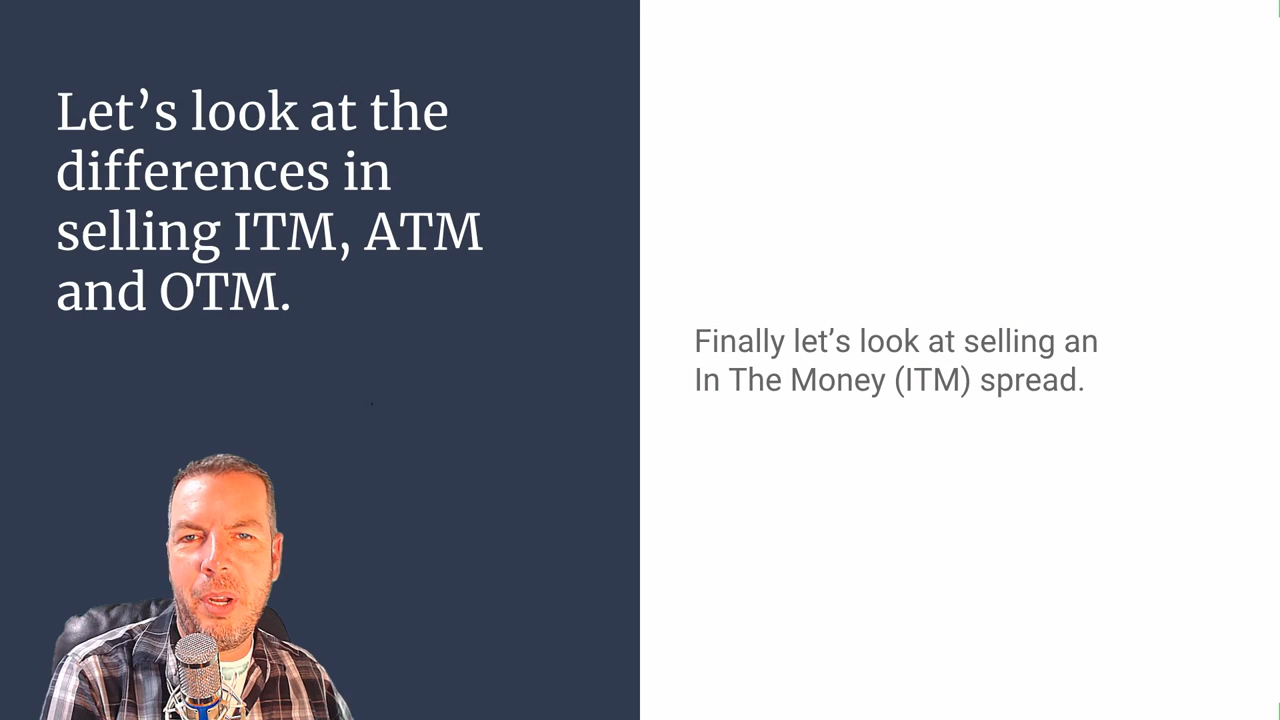 Let’s look at the
differences in
selling ITM, ATM
and OTM.
Finally let’s look at selling an
In The Money (ITM) spread.